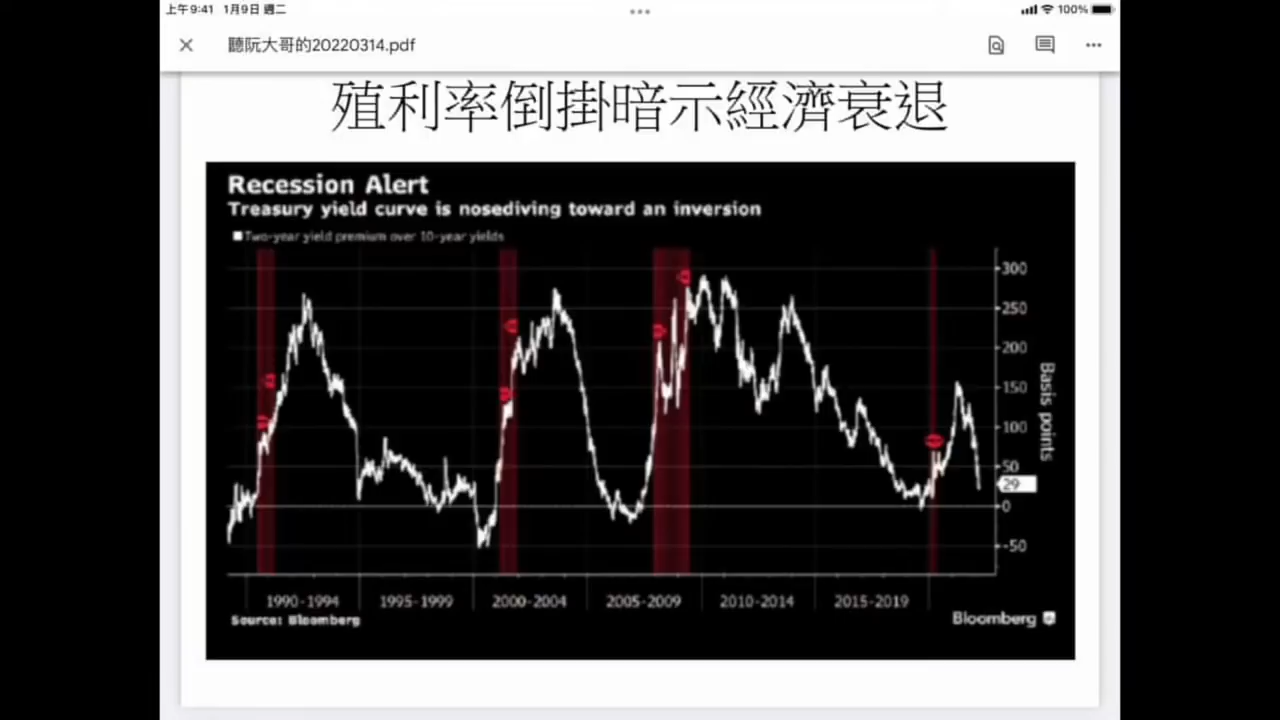 上午9:41 1月9日 週二
100%
聽阮大哥的20220314.pdf
殖利率倒掛暗示經濟衰退
Recession Alert
Treasury yield curve is nosediving toward an inversion
Two-year yield premium over 10-year yields
300
250
200
150
100
50
29
0
-50
Basis points
1990-1994 1995-1999 2000-2004 2005-2009 2010-2014 2015-2019
Source: Bloomberg
Bloomberg